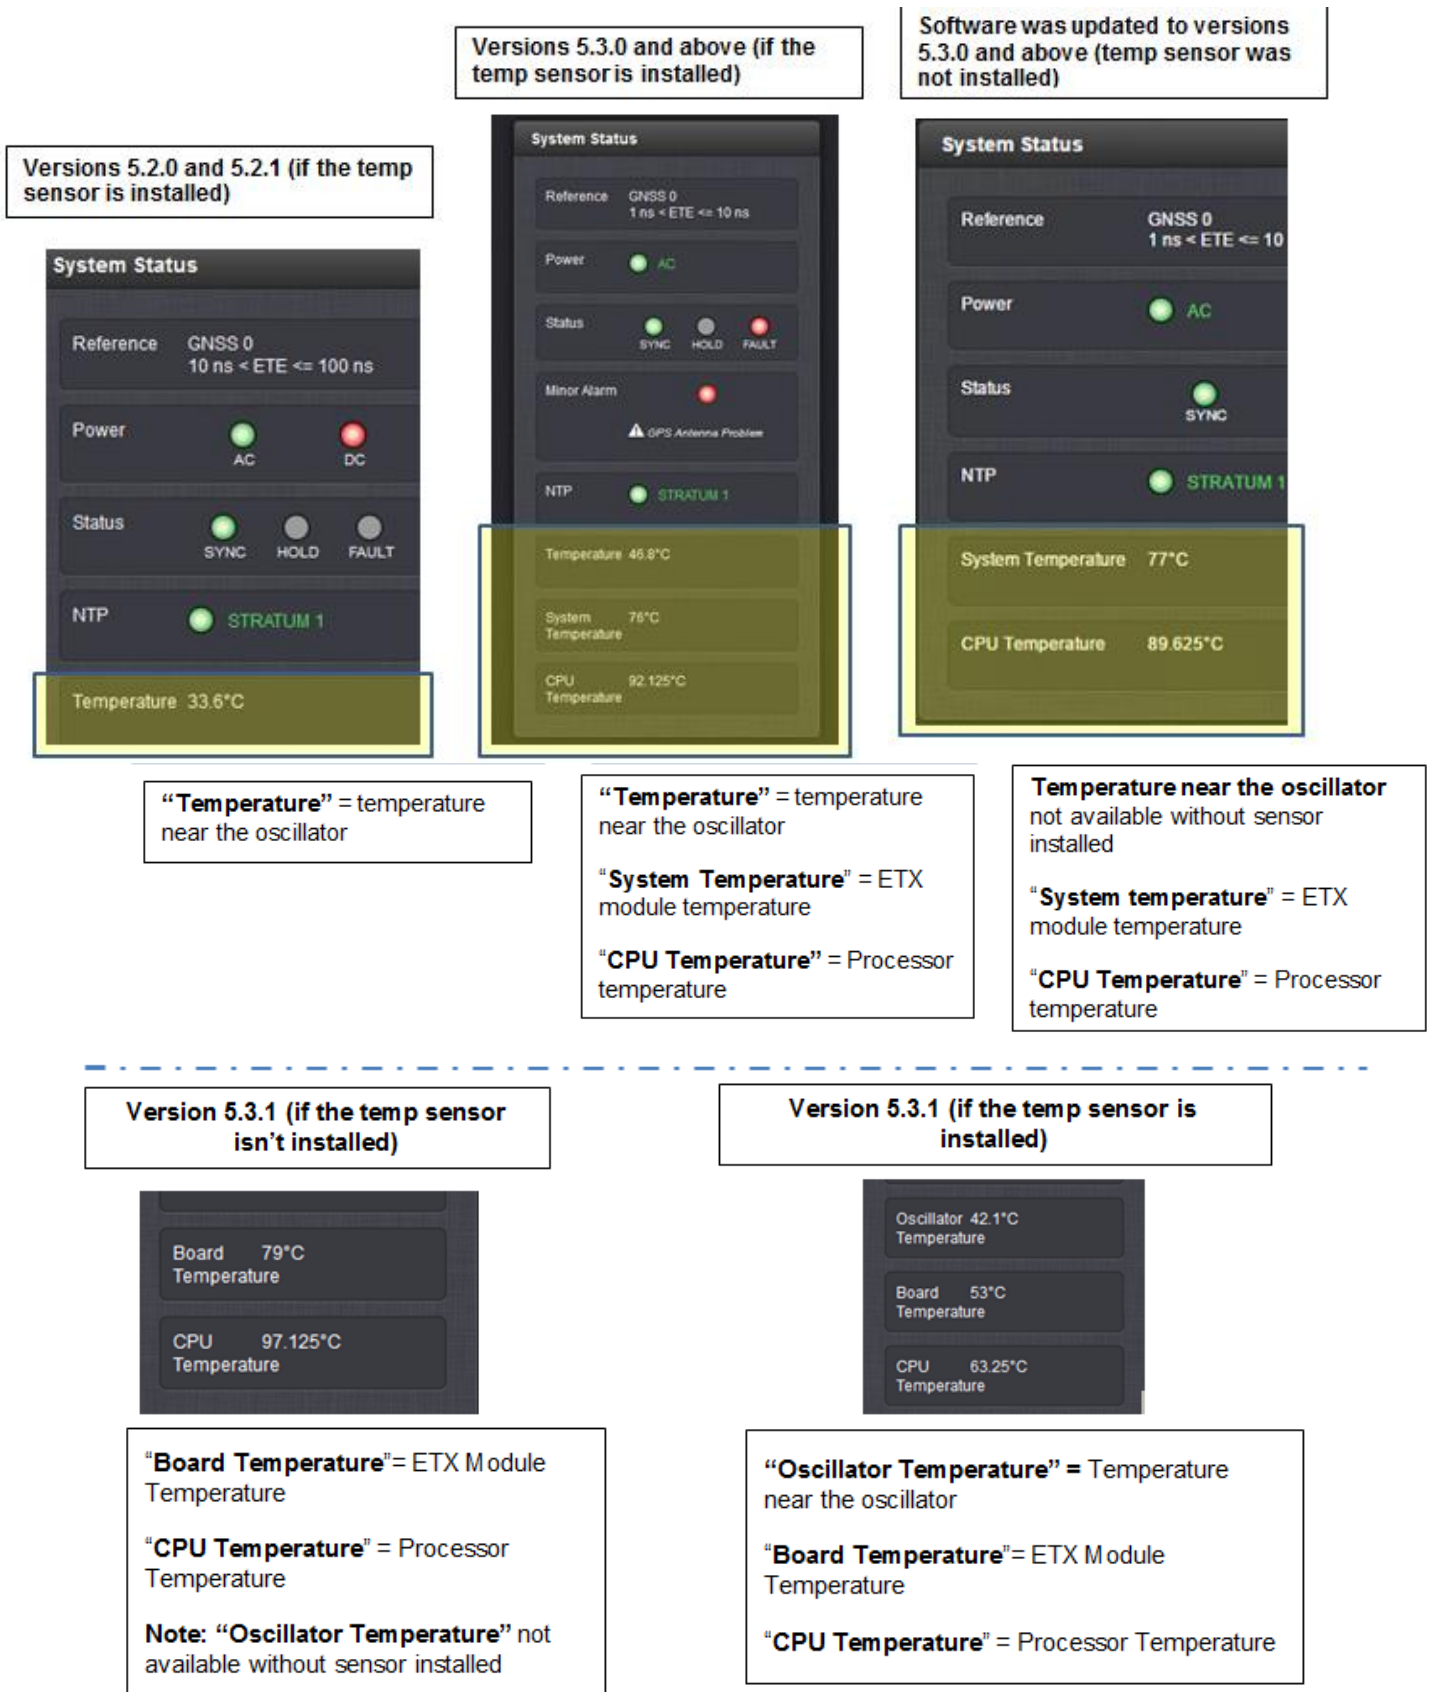 Versions 5.2.0 and 5.2.1 (if the temp
sensor is installed)
System Status
Reference GNSS 0
10 ns < ETE <= 100 ns
Power
AC DC
Status
SYNC HOLD FAULT
NTP STRATUM 1
Temperature 33.6°C
“Temperature” = temperature
near the oscillator
Versions 5.3.0 and above (if the
temp sensor is installed)
System Status
Reference GNSS 0
1 ns < ETE <= 10 ns
Power AC
Status
SYNC HOLD FAULT
Minor Alarm
GPS Antenna Problem
NTP STRATUM 1
Temperature 46.8°C
System 76°C
Temperature
CPU 92.125°C
Temperature
“Temperature” = temperature
near the oscillator
“System Temperature” = ETX
module temperature
“CPU Temperature” = Processor
temperature
Software was updated to versions
5.3.0 and above (temp sensor was
not installed)
System Status
Reference GNSS 0
1 ns < ETE <= 10
Power AC
Status
SYNC
NTP STRATUM 1
System Temperature 77°C
CPU Temperature 89.625°C
Temperature near the oscillator
not available without sensor
installed
“System temperature” = ETX
module temperature
“CPU Temperature” = Processor
temperature
Version 5.3.1 (if the temp sensor
isn’t installed)
Board 79°C
Temperature
CPU 97.125°C
Temperature
“Board Temperature”= ETX Module
Temperature
“CPU Temperature” = Processor
Temperature
Note: “Oscillator Temperature” not
available without sensor installed
Version 5.3.1 (if the temp sensor is
installed)
Oscillator 42.1°C
Temperature
Board 53°C
Temperature
CPU 63.25°C
Temperature
“Oscillator Temperature” = Temperature
near the oscillator
“Board Temperature”= ETX Module
Temperature
“CPU Temperature” = Processor Temperature